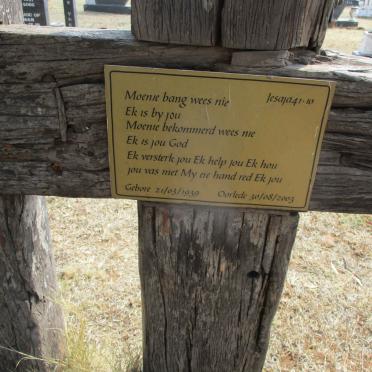 Moenie bang wees nie Jesaja 41:10
Ek is by jou
Moenie bekommerd wees nie
Ek is jou God
Ek versterk jou Ek help jou Ek hou
jou vas met My eie hand red Ek jou
Gebore 21/03/1939 Oorlede 30/08/2003